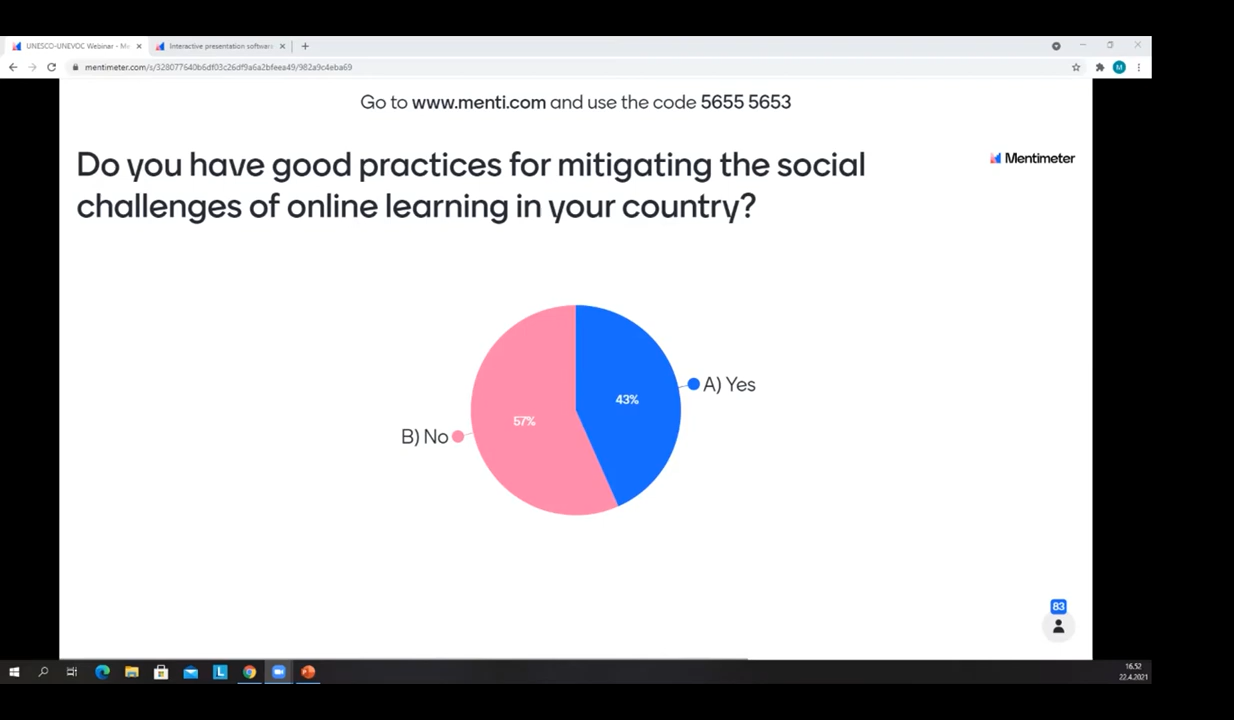 UNESCO-UNEVOC Webinar - Me
Interactive presentation software
mentimeter.com/s/328077640b6df03c26df9a6a2bfeea49/982a9c4eba69
M
Go to www.menti.com and use the code 5655 5653
Do you have good practices for mitigating the social
challenges of online learning in your country?
Mentimeter
A) Yes
43%
57%
B) No
83
L
16.52
22.4.2021